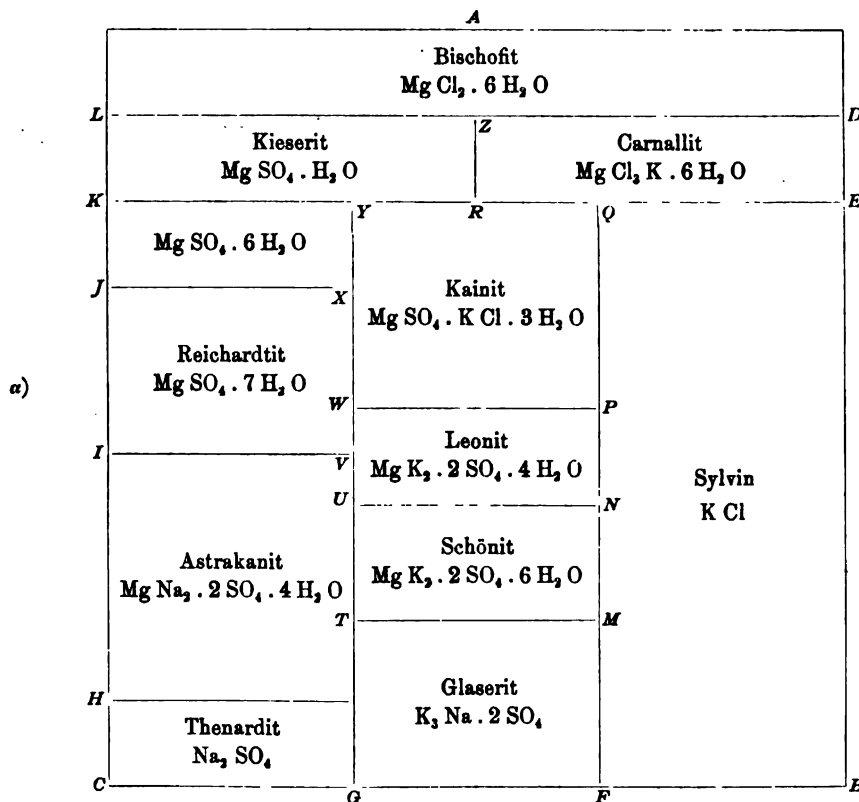 A
Bischofit
Mg Cl₂ . 6 H₂ O
L
Z
D
Kieserit
Mg SO₄ . H₂ O
Carnallit
Mg Cl₃ K . 6 H₂ O
K
Y
R
Q
E
Mg SO₄ . 6 H₂ O
J
X
Kainit
Mg SO₄ . K Cl . 3 H₂ O
Reichardtit
Mg SO₄ . 7 H₂ O
a)
W
P
I
V
Leonit
Mg K₂ . 2 SO₄ . 4 H₂ O
Sylvin
K Cl
U
N
Astrakanit
Mg Na₂ . 2 SO₄ . 4 H₂ O
Schönit
Mg K₂ . 2 SO₄ . 6 H₂ O
T
M
H
Glaserit
K₃ Na . 2 SO₄
Thenardit
Na₂ SO₄
C
G
F
B